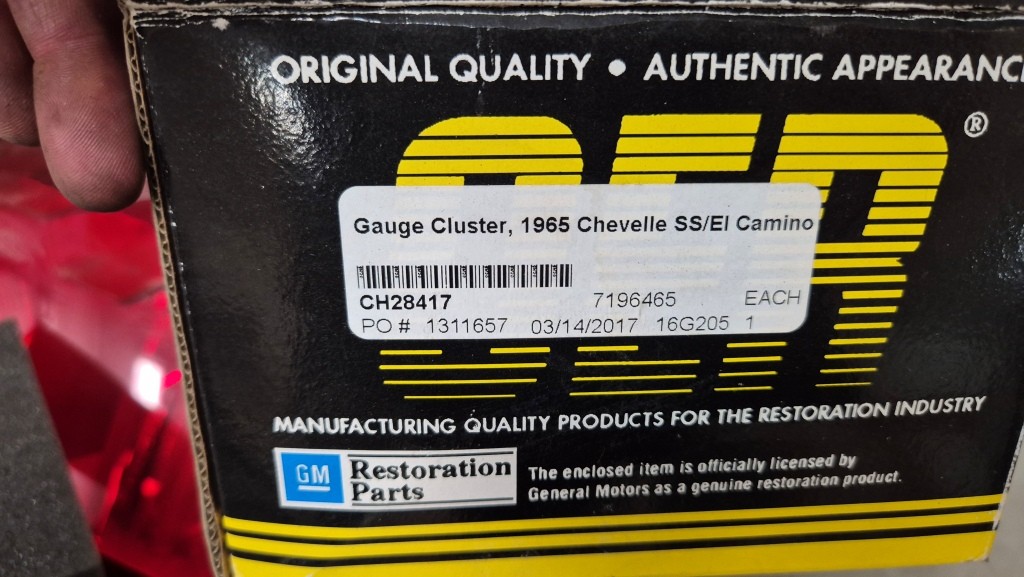 ORIGINAL QUALITY • AUTHENTIC APPEARANC
OER®
Gauge Cluster, 1965 Chevelle SS/El Camino
CH28417 7196465 EACH
PO # 1311657 03/14/2017 16G205 1
MANUFACTURING QUALITY PRODUCTS FOR THE RESTORATION INDUSTRY
GM Restoration
Parts
The enclosed item is officially licensed by
General Motors as a genuine restoration product.